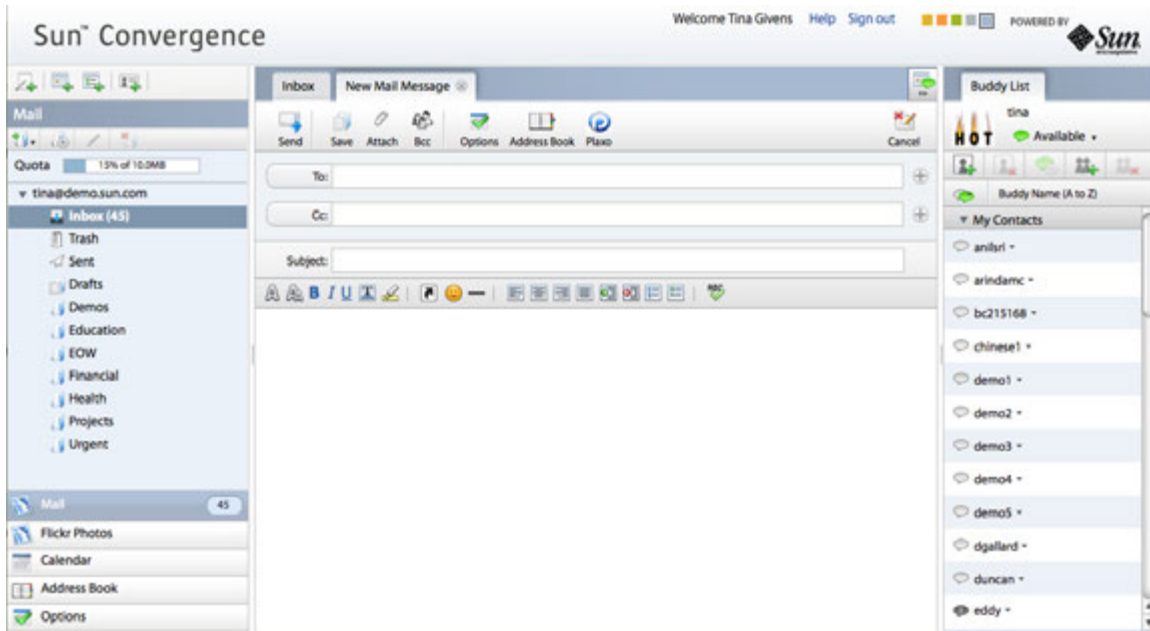 Sun™ Convergence
Welcome Tina Givens Help Sign out
POWERED BY
Sun
microsystems
Mail
Quota 15% of 10.0MB
tina@demo.sun.com
Inbox (45)
Trash
Sent
Drafts
Demos
Education
EOW
Financial
Health
Projects
Urgent
Mail 45
Flickr Photos
Calendar
Address Book
Options
Inbox New Mail Message
Send Save Attach Bcc Options Address Book Plaxo Cancel
To:
Cc:
Subject:
B I U T ABC
Buddy List
HOT
tina
Available
Buddy Name (A to Z)
My Contacts
anilsri
arindamc
bc215168
chinese1
demo1
demo2
demo3
demo4
demo5
dgallard
duncan
eddy